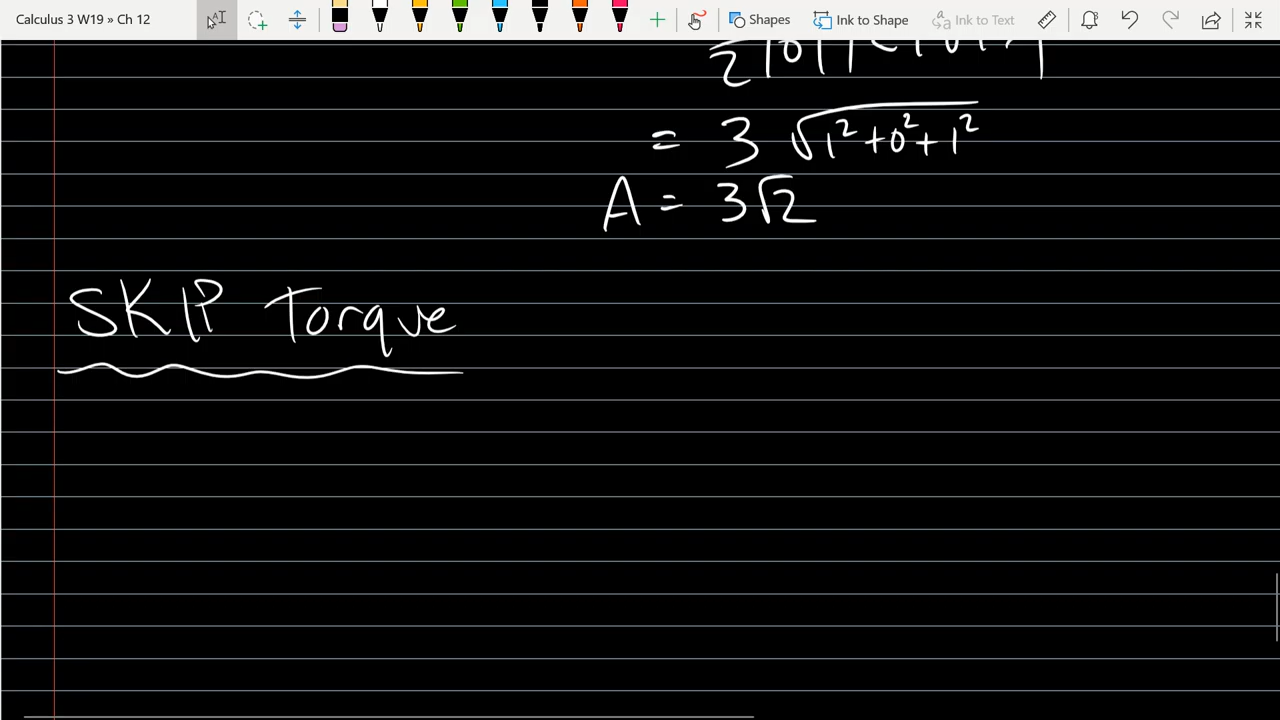 Calculus 3 W19 » Ch 12
Shapes
Ink to Shape
Ink to Text
= 3 √1²+0²+1²
A = 3√2
SKIP Torque